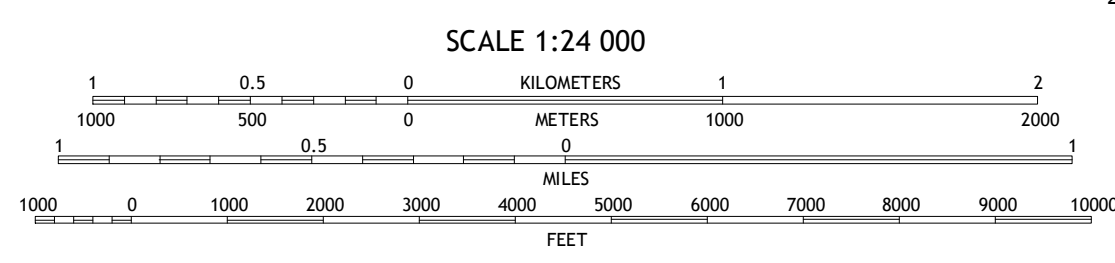 SCALE 1:24 000
1 0.5 0 KILOMETERS 1 2
1000 500 0 METERS 1000 2000
1 0.5 0 1
MILES
1000 0 1000 2000 3000 4000 5000 6000 7000 8000 9000 10000
FEET